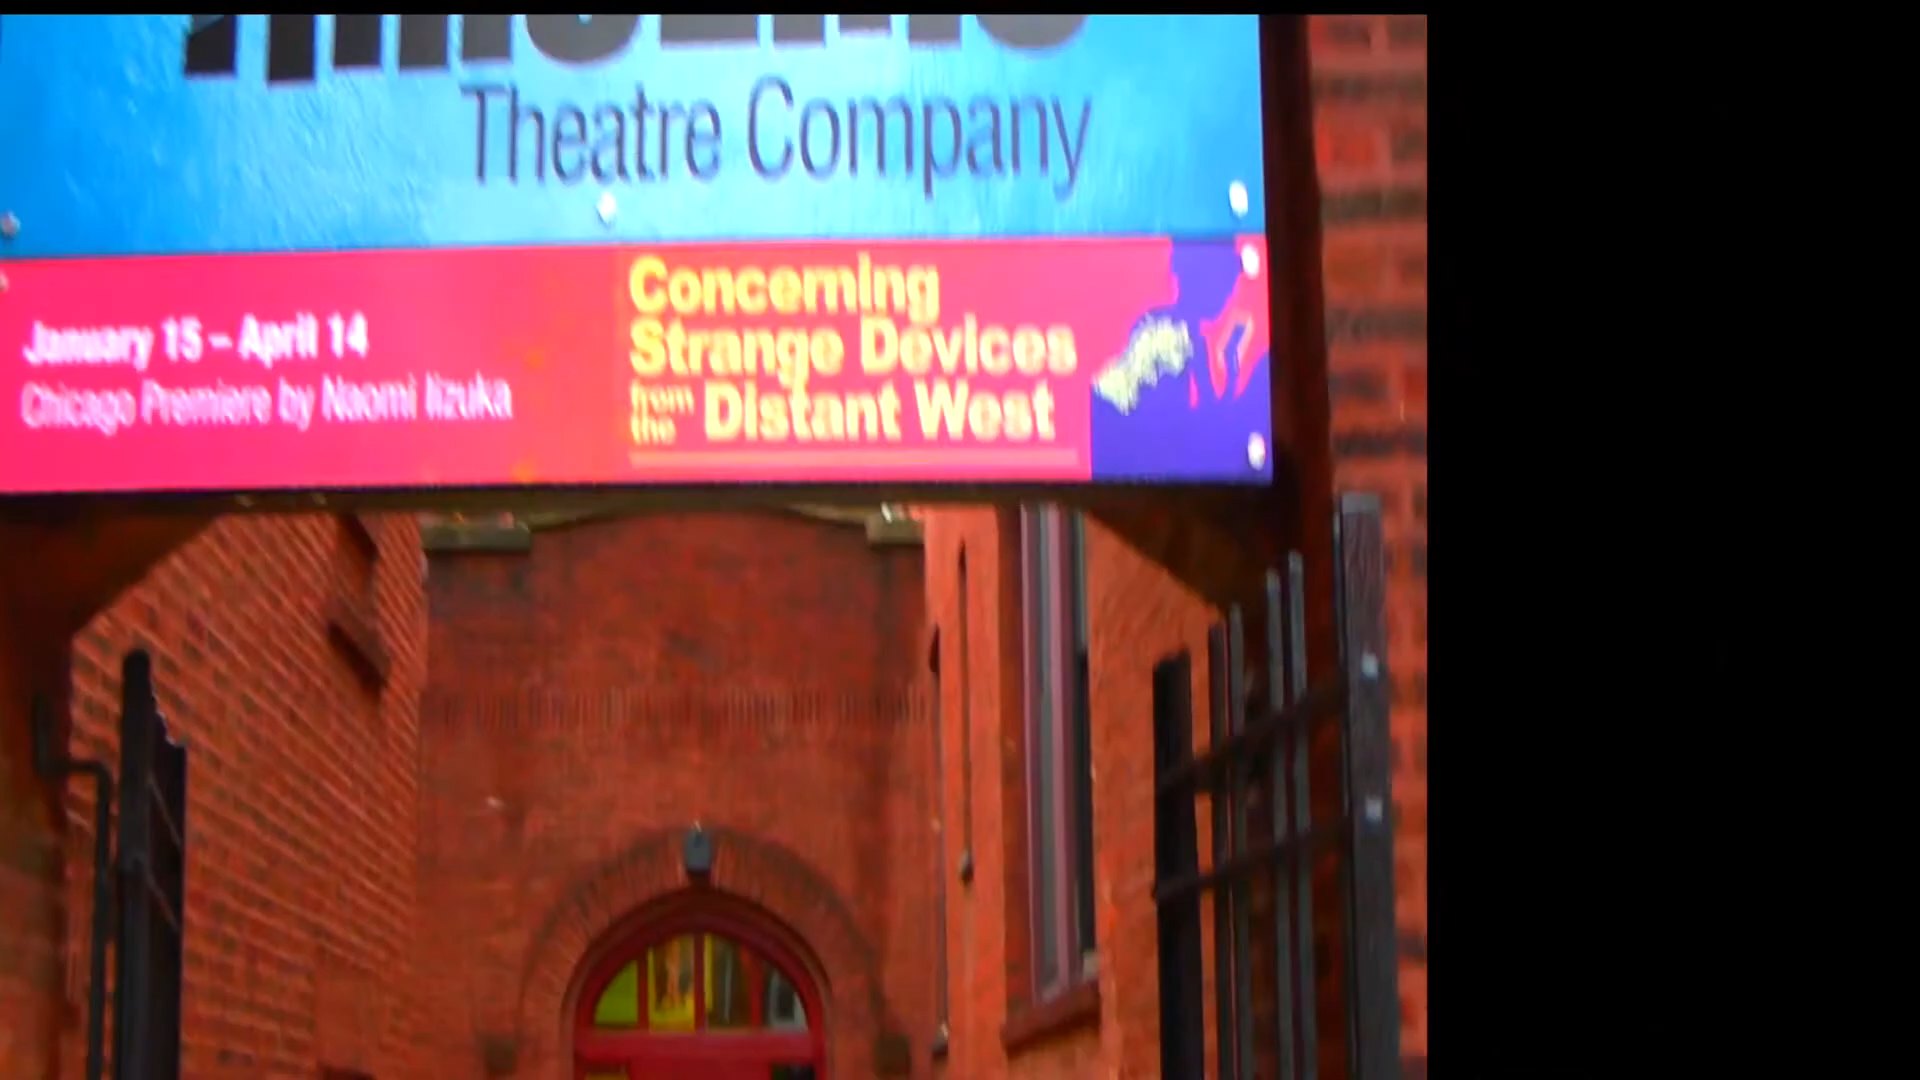 Theatre Company
January 15 – April 14
Chicago Premiere by Naomi Iizuka
Concerning
Strange Devices
from the Distant West